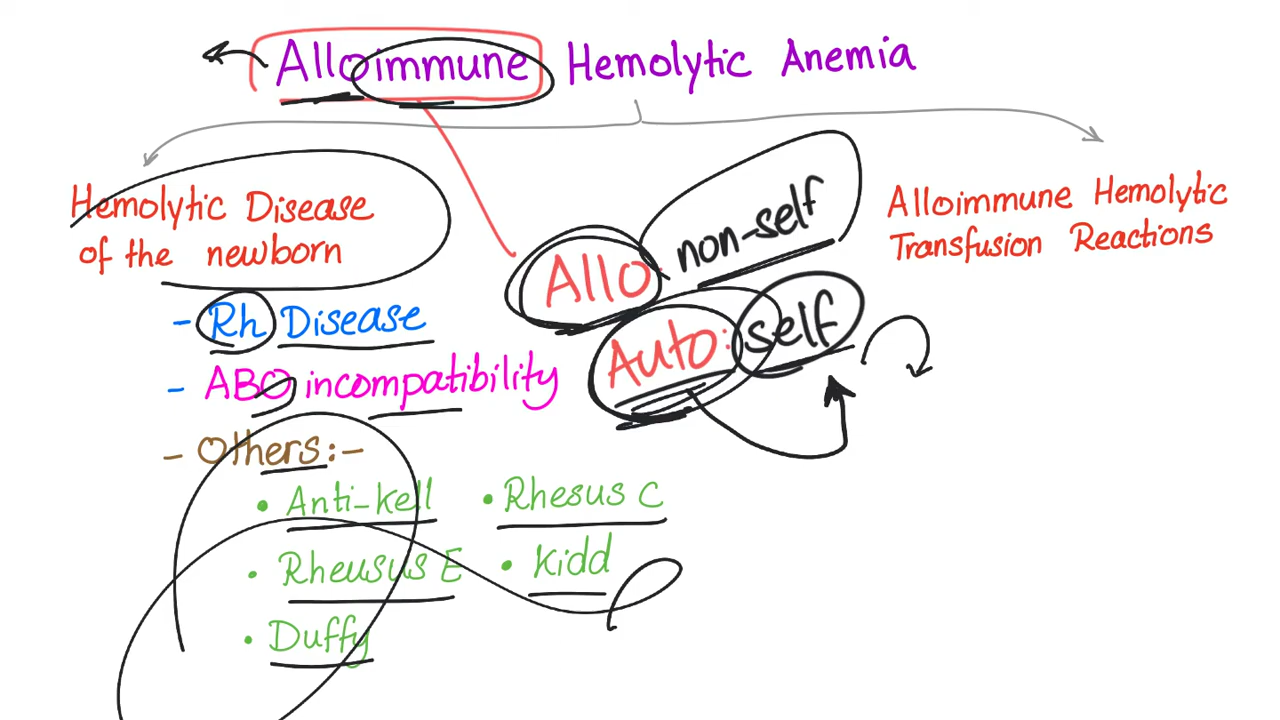 Alloimmune Hemolytic Anemia
Hemolytic Disease
of the newborn
- Rh Disease
- ABO incompatibility
- Others:-
• Anti-kell
• Rhesus C
• Rheusus E
• Kidd
• Duffy
Allo: non-self
Auto: self
Alloimmune Hemolytic
Transfusion Reactions